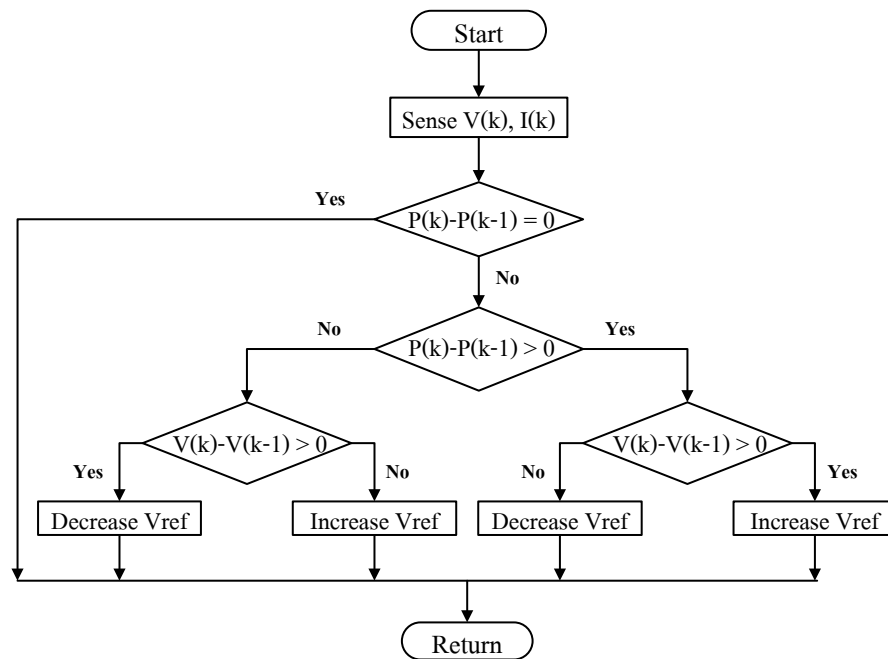 Start
Sense V(k), I(k)
Yes
P(k)-P(k-1) = 0
No
No
Yes
P(k)-P(k-1) > 0
V(k)-V(k-1) > 0
V(k)-V(k-1) > 0
Yes
No
No
Yes
Decrease Vref
Increase Vref
Decrease Vref
Increase Vref
Return